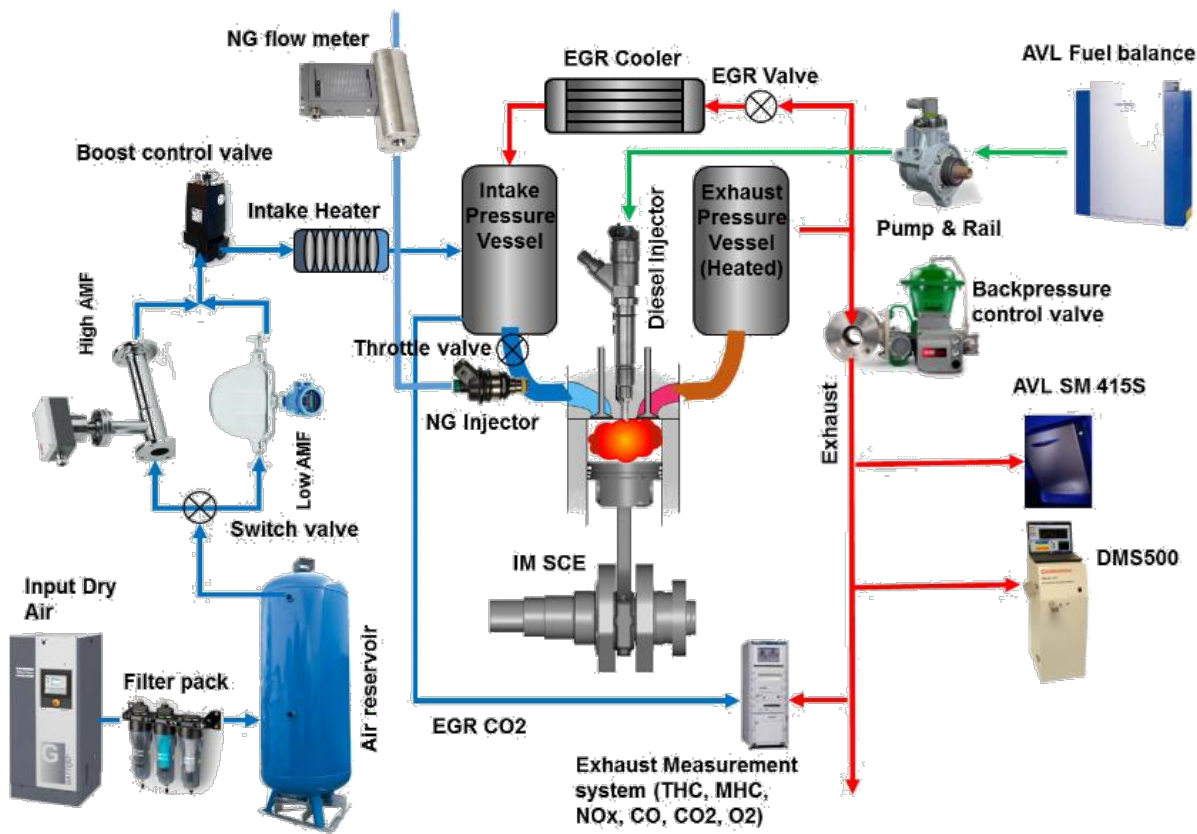 NG flow meter
EGR Cooler
EGR Valve
AVL Fuel balance
Boost control valve
Intake Heater
Intake
Pressure
Vessel
Exhaust
Pressure
Vessel
(Heated)
Diesel Injector
Pump & Rail
Backpressure
control valve
High AMF
Low AMF
Throttle valve
NG Injector
AVL SM 415S
Exhaust
Switch valve
IM SCE
DMS500
Input Dry
Air
Filter pack
Air reservoir
G
EGR CO2
Exhaust Measurement
system (THC, MHC,
NOx, CO, CO2, O2)